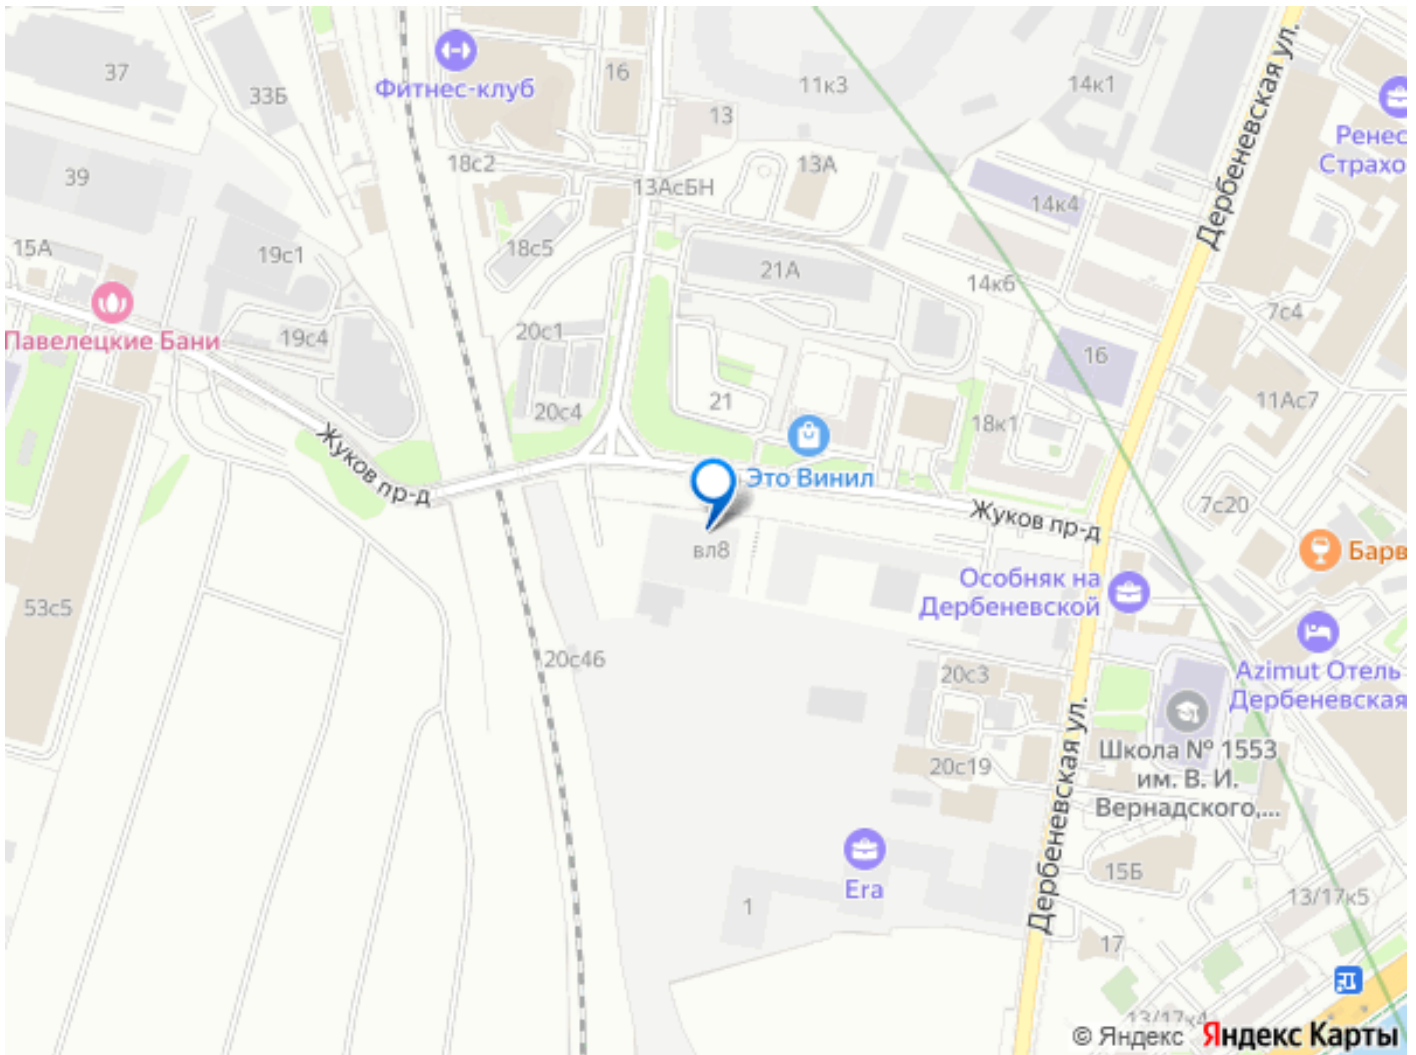 37
33Б
Фитнес-клуб
16
11к3
14к1
Дербеневская ул.
Ренес
Страхо
13
39
18с2
13АсБН
13А
14к4
15А
19с1
18с5
21А
14к6
7с4
Павелецкие Бани
19с4
20с1
16
20с4
21
18к1
11Ас7
Жуков пр-д
Это Винил
7с20
Жуков пр-д
вл8
Барв
Особняк на
Дербеневской
53с5
20с46
20с3
Azimut Отель
Дербеневская
Дербеневская ул.
20с19
Школа № 1553
им. В. И.
Вернадского,...
Era
15Б
1
13/17к5
17
13/17к4
© Яндекс Яндекс Карты